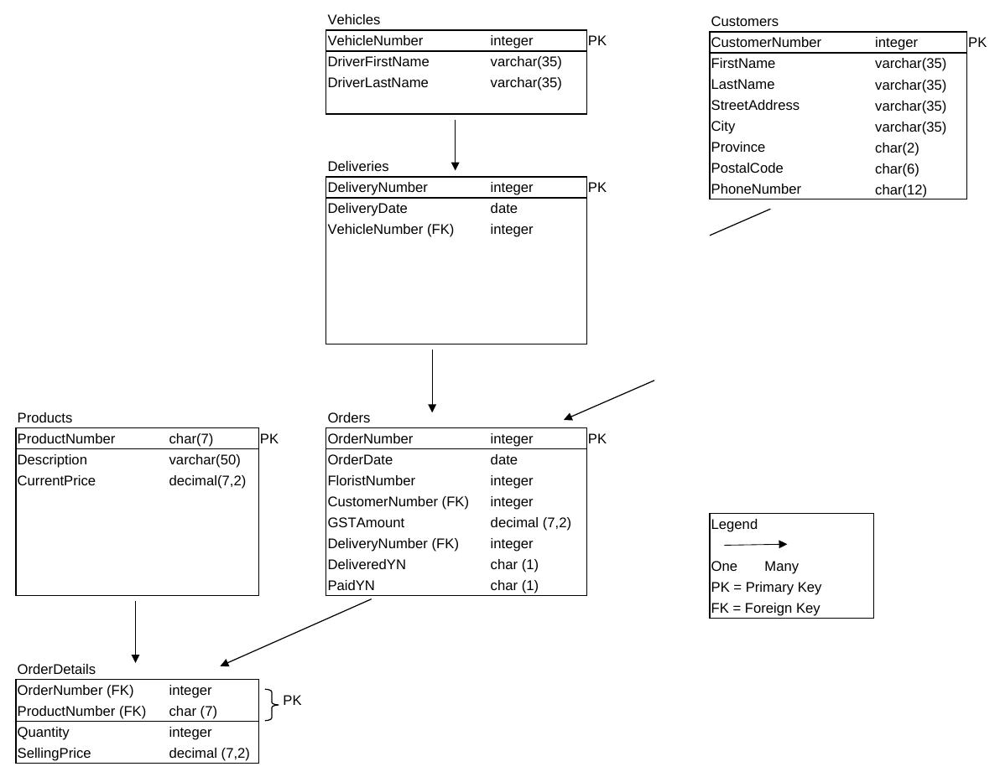 Vehicles
VehicleNumber integer PK
DriverFirstName varchar(35)
DriverLastName varchar(35)
Customers
CustomerNumber integer PK
FirstName varchar(35)
LastName varchar(35)
StreetAddress varchar(35)
City varchar(35)
Province char(2)
PostalCode char(6)
PhoneNumber char(12)
Deliveries
DeliveryNumber integer PK
DeliveryDate date
VehicleNumber (FK) integer
Products
ProductNumber char(7) PK
Description varchar(50)
CurrentPrice decimal(7,2)
Orders
OrderNumber integer PK
OrderDate date
FloristNumber integer
CustomerNumber (FK) integer
GSTAmount decimal (7,2)
DeliveryNumber (FK) integer
DeliveredYN char (1)
PaidYN char (1)
Legend
One Many
PK = Primary Key
FK = Foreign Key
OrderDetails
OrderNumber (FK) integer
ProductNumber (FK) char (7)
PK
Quantity integer
SellingPrice decimal (7,2)